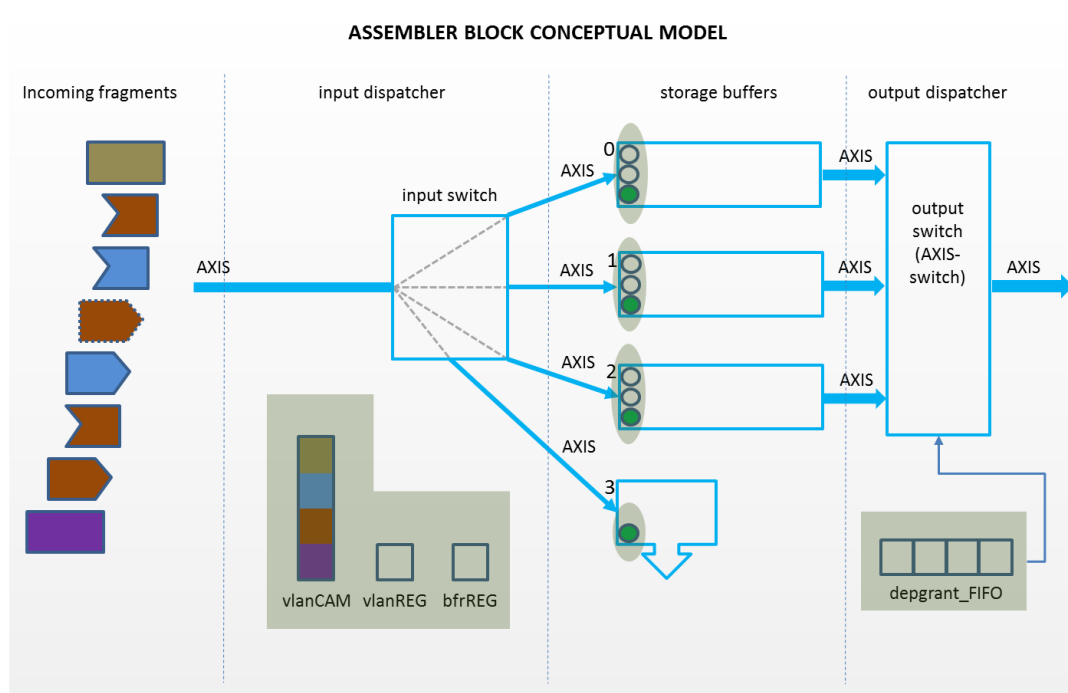 ASSEMBLER BLOCK CONCEPTUAL MODEL
Incoming fragments
input dispatcher
storage buffers
output dispatcher
AXIS
input switch
AXIS
AXIS
AXIS
AXIS
0
1
2
3
AXIS
AXIS
AXIS
output
switch
(AXIS-
switch)
AXIS
vlanCAM
vlanREG
bfrREG
depgrant_FIFO